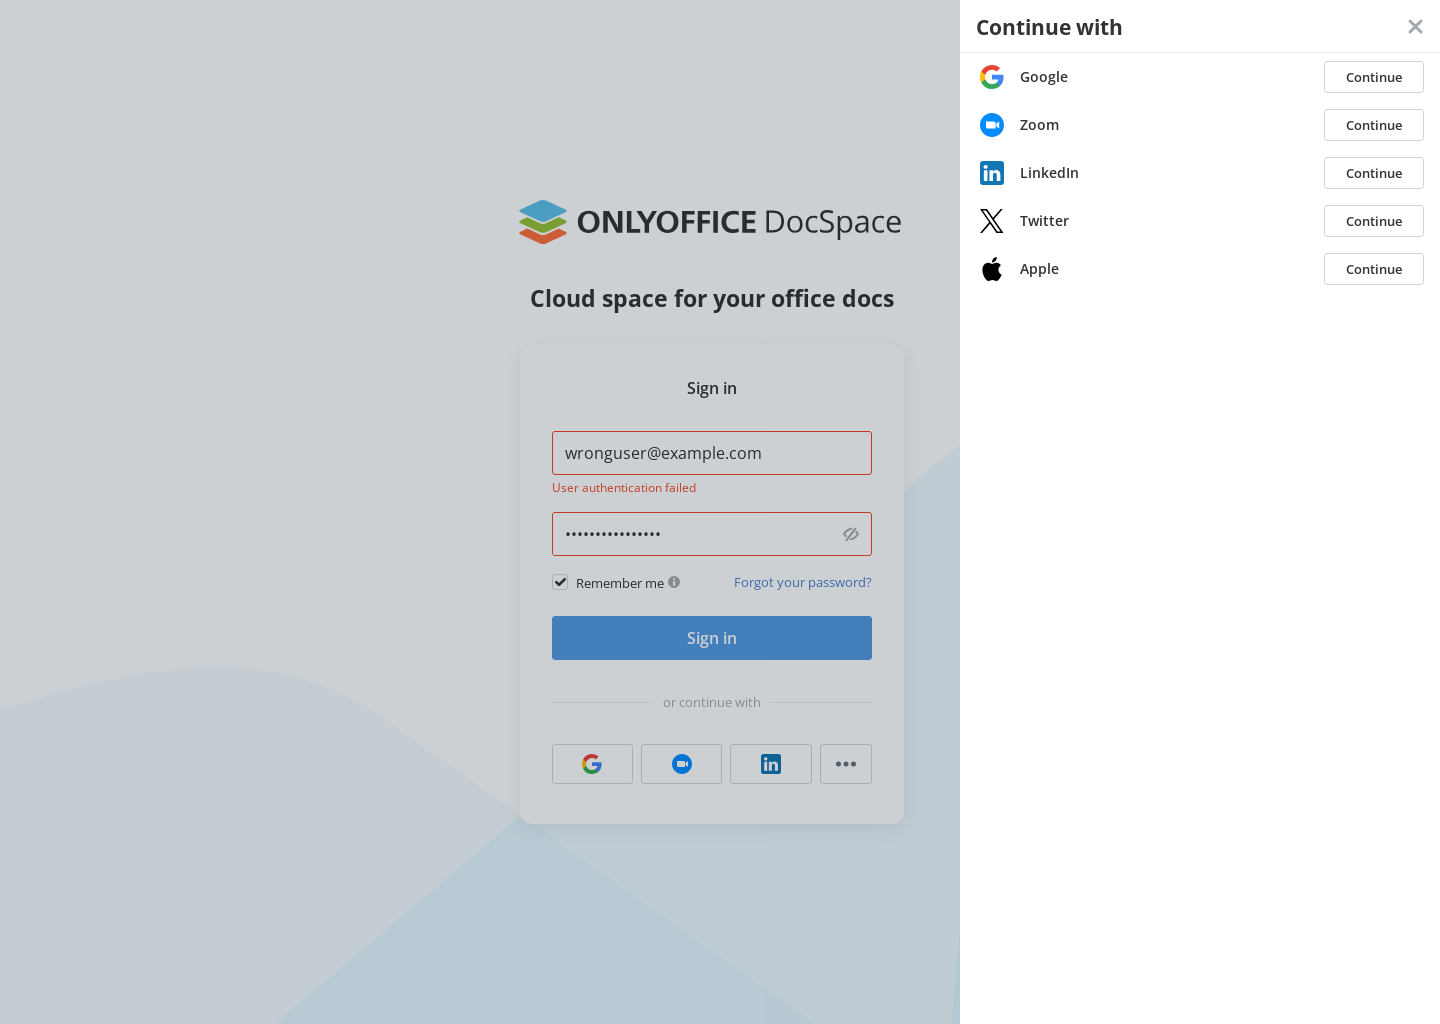 Continue with
Google
Continue
Zoom
Continue
LinkedIn
Continue
Twitter
Continue
Apple
Continue
ONLYOFFICE DocSpace
Cloud space for your office docs
Sign in
wronguser@example.com
User authentication failed
••••••••••••••••
Remember me
Forgot your password?
Sign in
or continue with